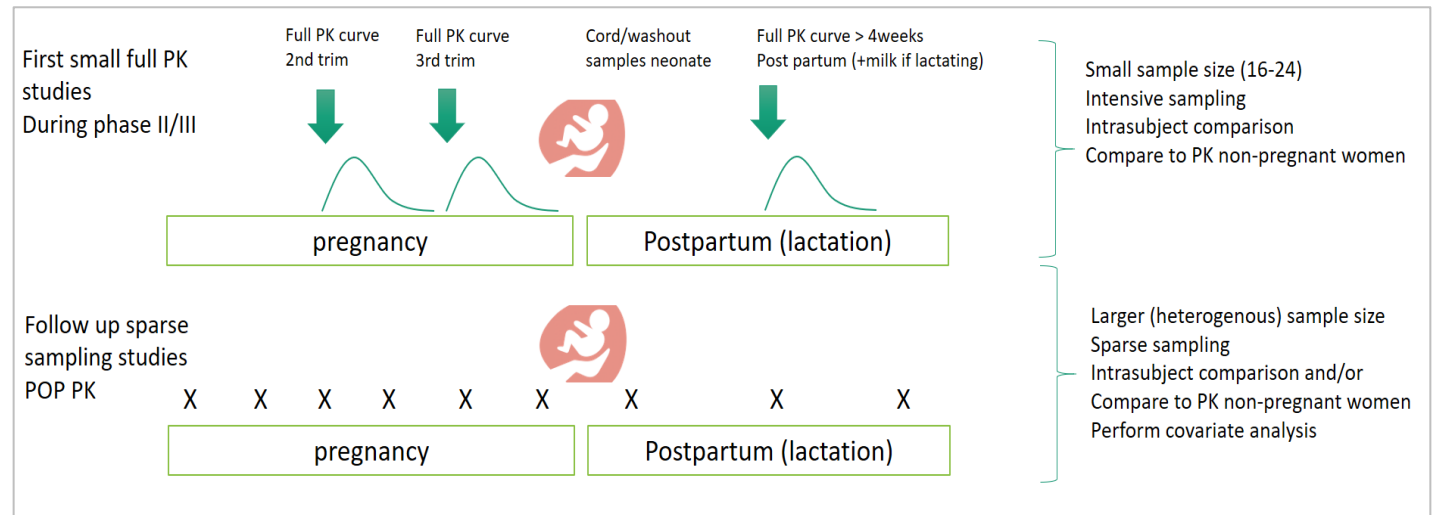 First small full PK
studies
During phase II/III
Full PK curve
2nd trim
Full PK curve
3rd trim
Cord/washout
samples neonate
Full PK curve > 4weeks
Post partum (+milk if lactating)
Small sample size (16-24)
Intensive sampling
Intrasubject comparison
Compare to PK non-pregnant women
pregnancy
Postpartum (lactation)
Follow up sparse
sampling studies
POP PK
X X X X X X X X X
pregnancy
Postpartum (lactation)
Larger (heterogenous) sample size
Sparse sampling
Intrasubject comparison and/or
Compare to PK non-pregnant women
Perform covariate analysis